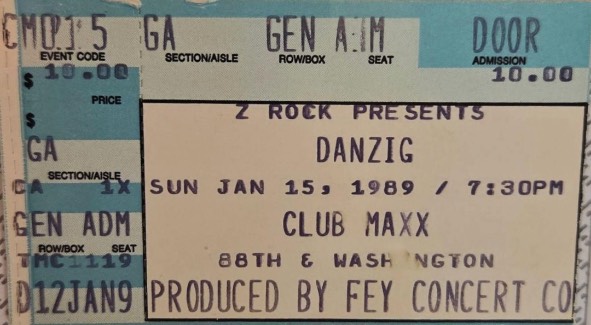 CM0115 GA GEN A IM DOOR
EVENT CODE SECTION/AISLE ROW/BOX SEAT ADMISSION
$ 10.00 10.00
PRICE
Z ROCK PRESENTS
$
GA DANZIG
SECTION/AISLE
CA 1X SUN JAN 15, 1989 / 7:30PM
GEN ADM CLUB MAXX
ROW/BOX SEAT
TMC1119 88TH & WASH NGTON
D12JAN9 PRODUCED BY FEY CONCERT CO